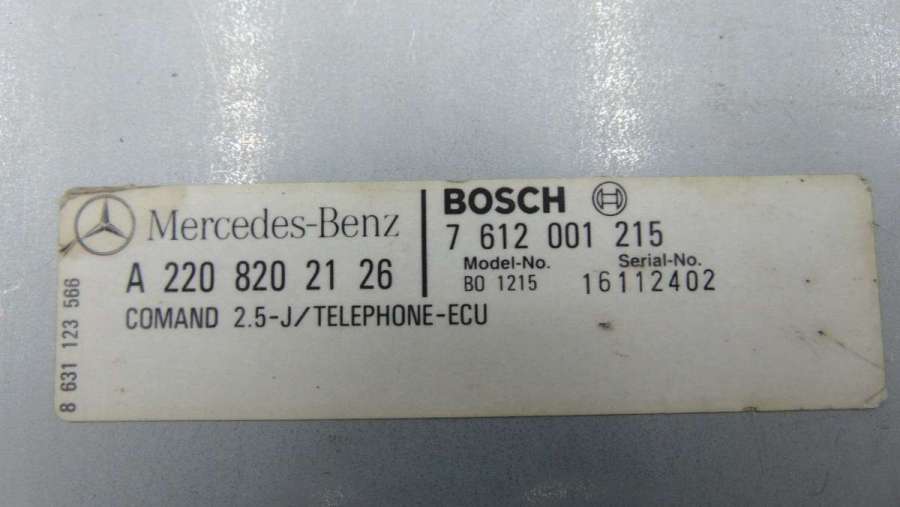 Mercedes-Benz
A 220 820 21 26
COMAND 2.5-J/TELEPHONE-ECU
BOSCH
7 612 001 215
Model-No. Serial-No.
BO 1215 16112402
8 631 123 566